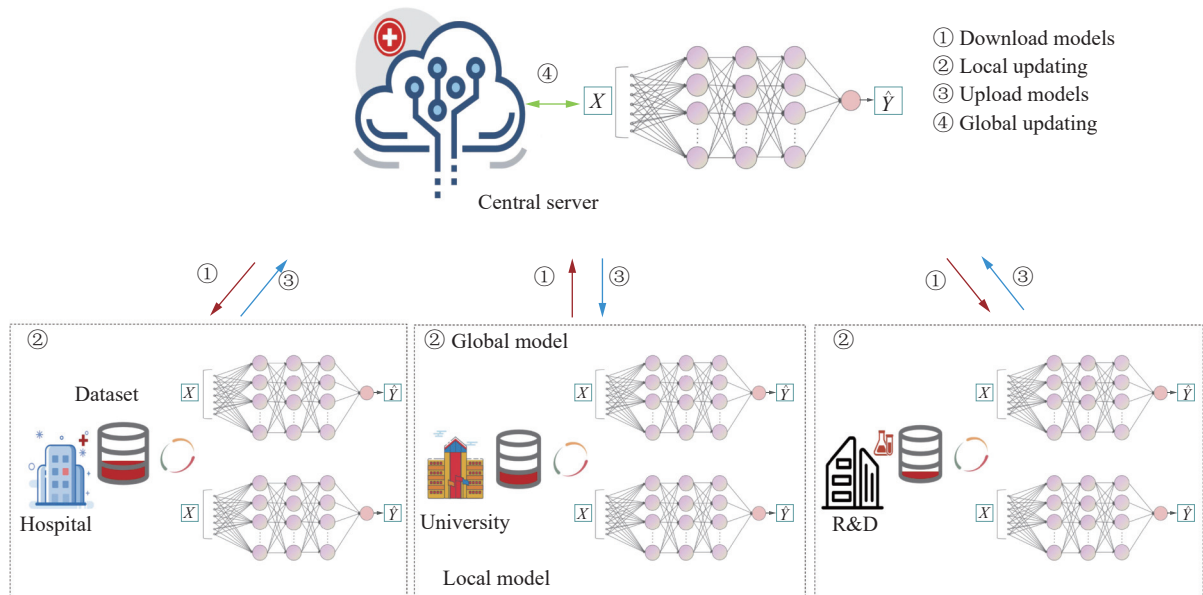 ④
X
Ŷ
① Download models
② Local updating
③ Upload models
④ Global updating
Central server
①
③
①
③
①
③
②
Dataset
Hospital
X
Ŷ
X
Ŷ
② Global model
University
Local model
X
Ŷ
X
Ŷ
②
R&D
X
Ŷ
X
Ŷ